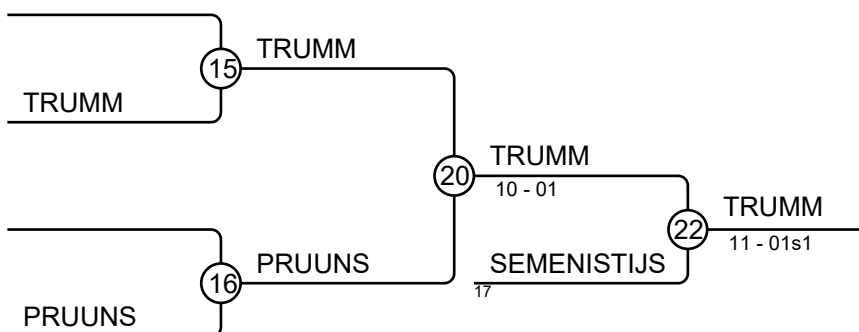 15
TRUMM
TRUMM
20
TRUMM
10 - 01
22
TRUMM
11 - 01s1
16
PRUUNS
SEMENISTIJS
17
PRUUNS